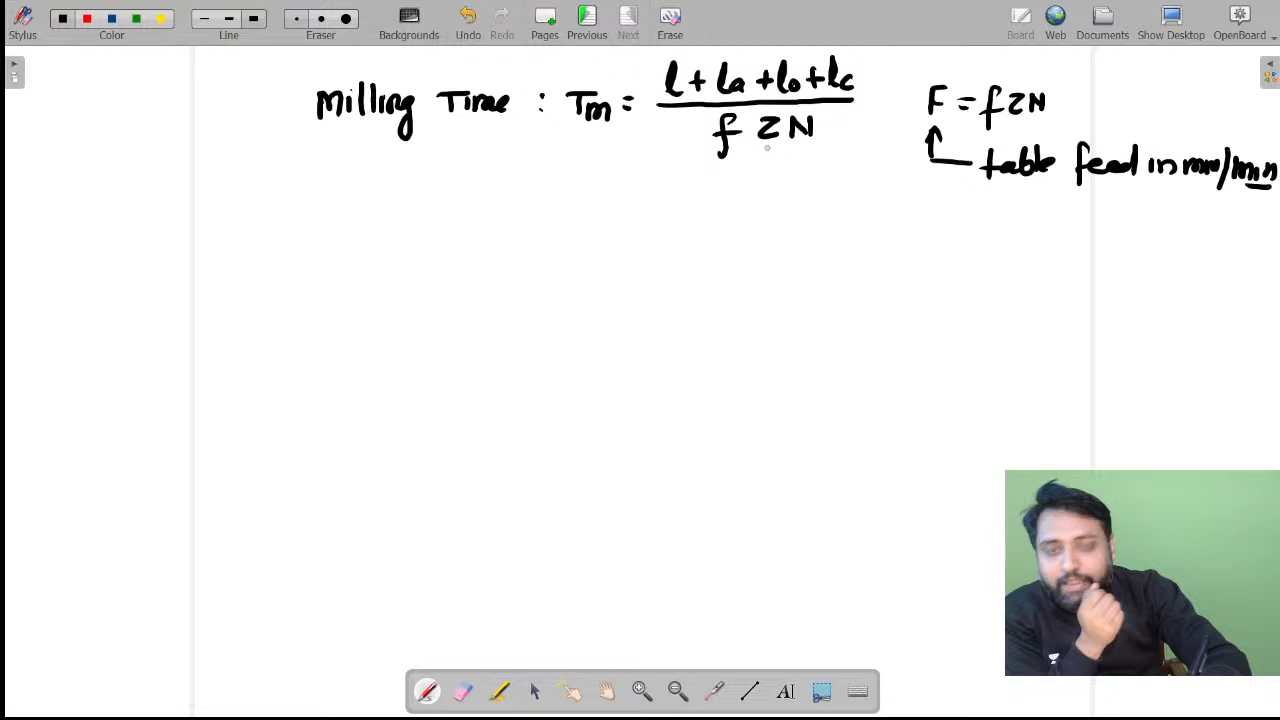 Stylus Color Line Eraser Backgrounds Undo Redo Pages Previous Next Erase Board Web Documents Show Desktop OpenBoard
Milling Time : Tm = l + la + lo + lc
f Z N
F = f Z N
table feed in mm/min
AI